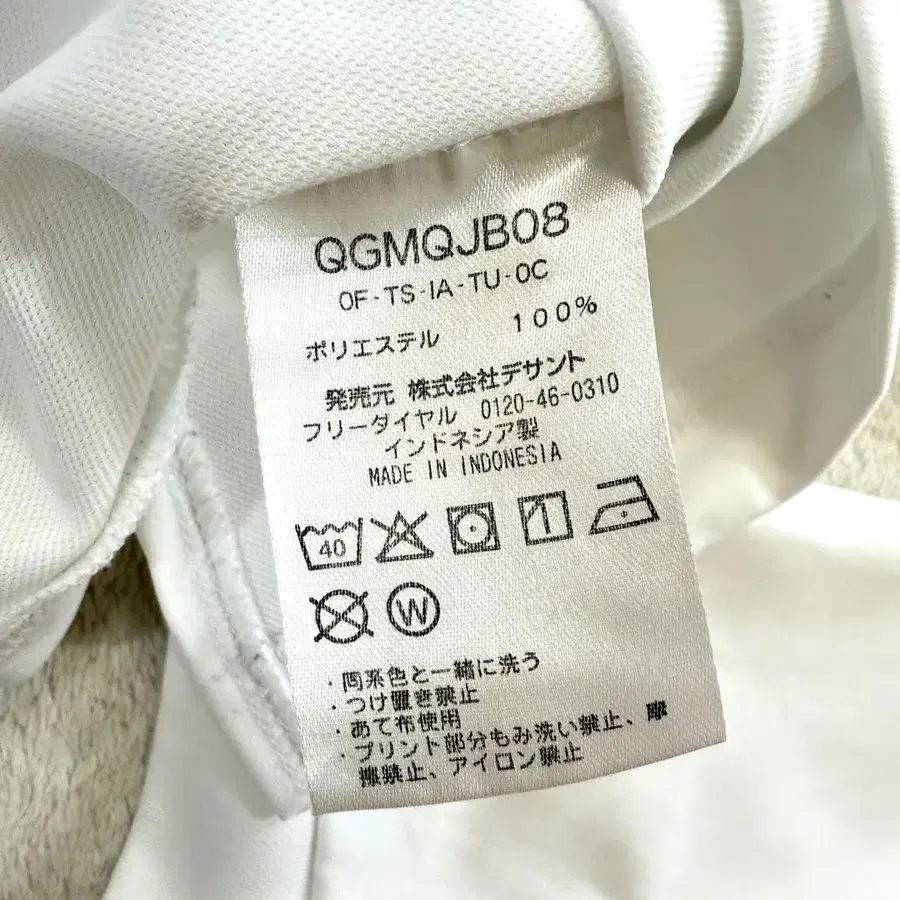 QGMQJB08
0F-TS-IA-TU-0C
ポリエステル 100%
発売元 株式会社デサント
フリーダイヤル 0120-46-0310
インドネシア製
MADE IN INDONESIA
40
W
・同系色と一緒に洗う
・つけ置き禁止
・あて布使用
・プリント部分もみ洗い禁止、摩
擦禁止、アイロン禁止